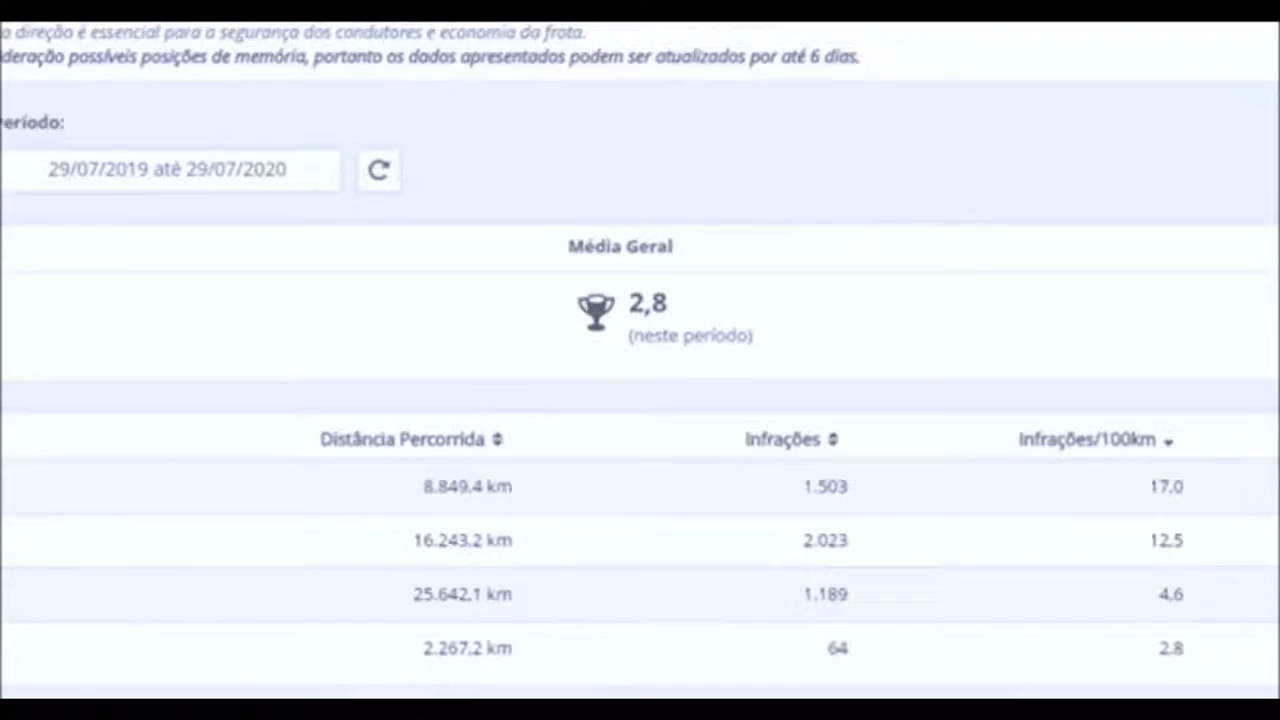 a direção é essencial para a segurança dos condutores e economia da frota.
deração possíveis posições de memória, portanto os dados apresentados podem ser atualizados por até 6 dias.
eríodo:
29/07/2019 até 29/07/2020
Média Geral
2,8
(neste período)
Distância Percorrida Infrações Infrações/100km
8.849,4 km 1.503 17,0
16.243,2 km 2.023 12,5
25.642,1 km 1.189 4,6
2.267,2 km 64 2,8